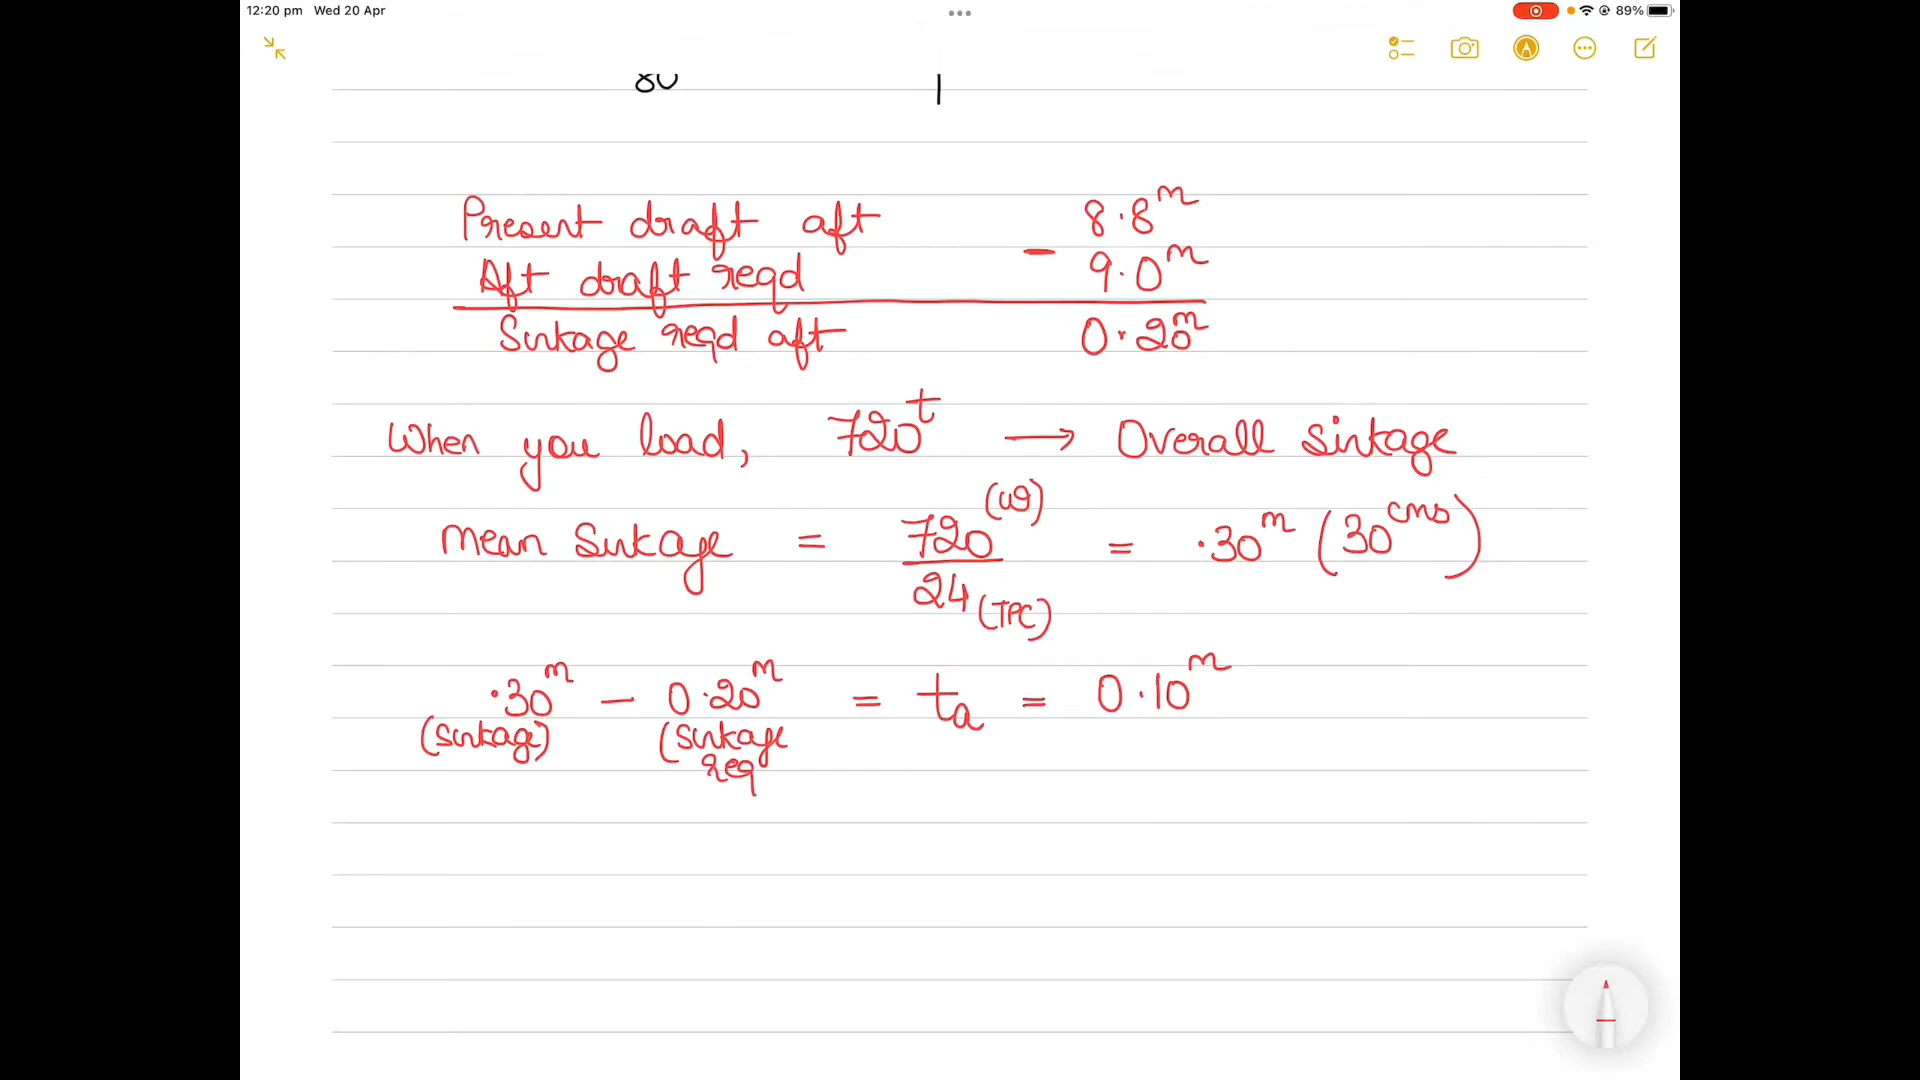 12:20 pm Wed 20 Apr
89%
80 1
Present draft aft 8.8m
Aft draft reqd - 9.0m
Sinkage reqd aft 0.20m
When you load, 720t → Overall sinkage
Mean Sinkage = 720(w) / 24(TPC) = .30m (30cms)
.30m - 0.20m = ta = 0.10m
(Sinkage) (Sinkage
req